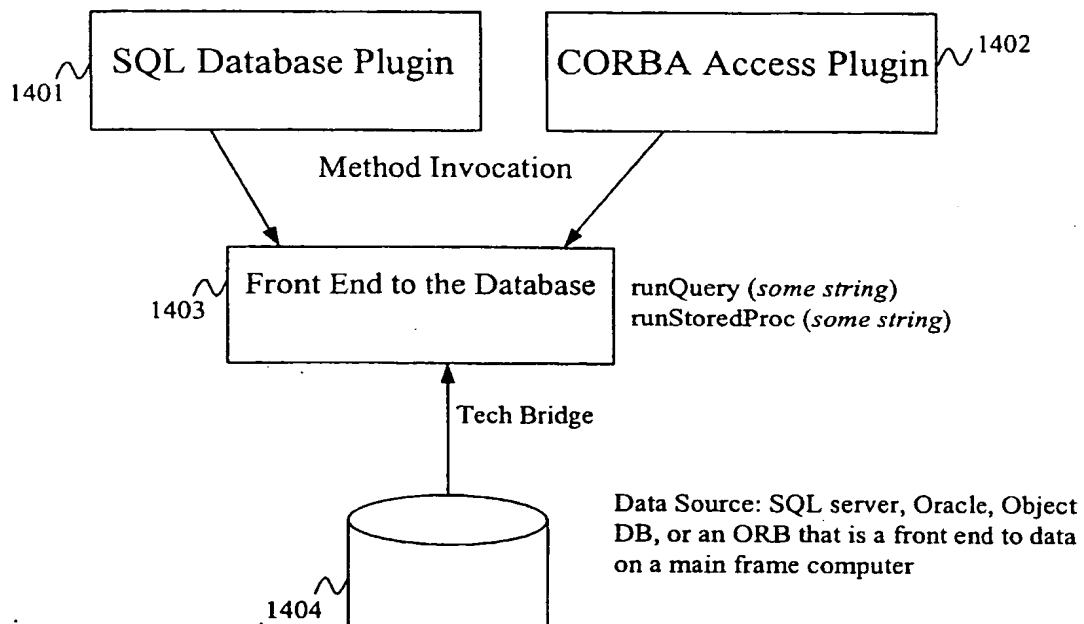 SQL Database Plugin
1401
CORBA Access Plugin
1402
Method Invocation
Front End to the Database
1403
runQuery (some string)
runStoredProc (some string)
Tech Bridge
Data Source: SQL server, Oracle, Object
DB, or an ORB that is a front end to data
on a main frame computer
1404